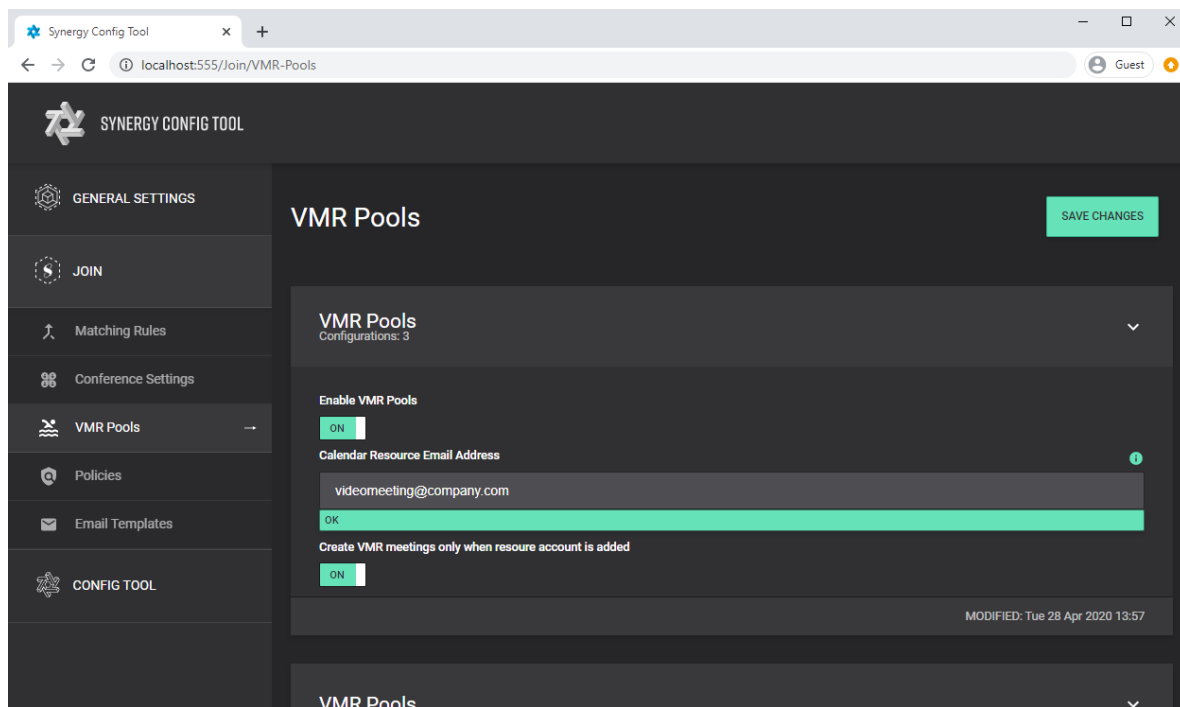 Synergy Config Tool
localhost:555/Join/VMR-Pools
Guest
SYNERGY CONFIG TOOL
GENERAL SETTINGS
JOIN
Matching Rules
Conference Settings
VMR Pools
Policies
Email Templates
CONFIG TOOL
VMR Pools
SAVE CHANGES
VMR Pools
Configurations: 3
Enable VMR Pools
ON
Calendar Resource Email Address
videomeeting@company.com
OK
Create VMR meetings only when resoure account is added
ON
MODIFIED: Tue 28 Apr 2020 13:57
VMR Pools